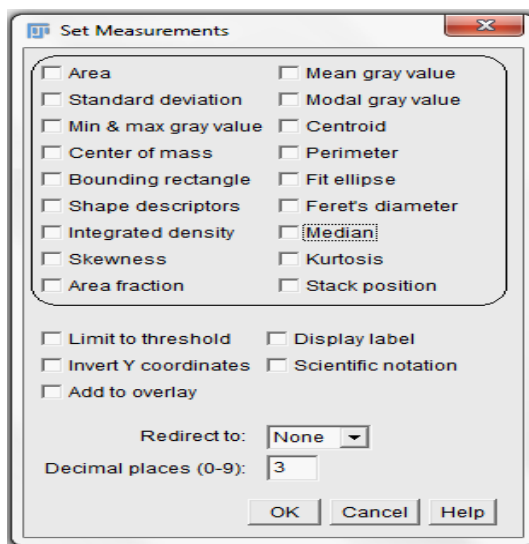 Set Measurements
Area Mean gray value
Standard deviation Modal gray value
Min & max gray value Centroid
Center of mass Perimeter
Bounding rectangle Fit ellipse
Shape descriptors Feret's diameter
Integrated density Median
Skewness Kurtosis
Area fraction Stack position
Limit to threshold Display label
Invert Y coordinates Scientific notation
Add to overlay
Redirect to: None
Decimal places (0-9): 3
OK Cancel Help